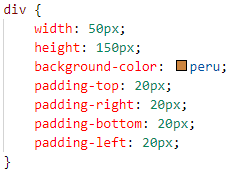 div {
    width: 50px;
    height: 150px;
    background-color: peru;
    padding-top: 20px;
    padding-right: 20px;
    padding-bottom: 20px;
    padding-left: 20px;
}